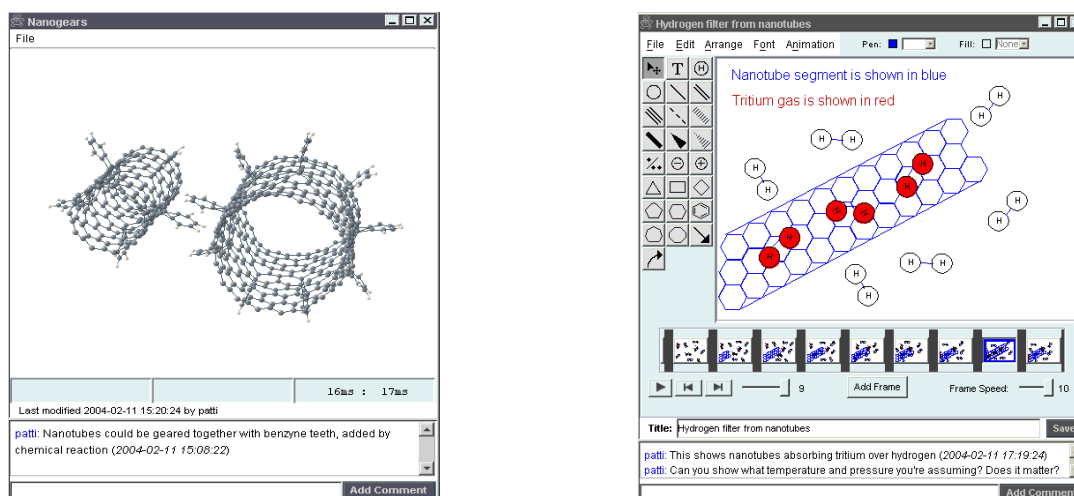 Nanogears
File
16ms : 17ms
Last modified 2004-02-11 15:20:24 by patti
patti: Nanotubes could be geared together with benzyne teeth, added by
chemical reaction (2004-02-11 15:08:22)
Add Comment
Hydrogen filter from nanotubes
File Edit Arrange Font Animation Pen: Fill: None
T H
Nanotube segment is shown in blue
Tritium gas is shown in red
H H
H H
H H
H H
H H
H H
H H
H H
9 Add Frame Frame Speed: 10
Title: Hydrogen filter from nanotubes Save
patti: This shows nanotubes absorbing tritium over hydrogen (2004-02-11 17:19:24)
patti: Can you show what temperature and pressure you're assuming? Does it matter?
Add Comment